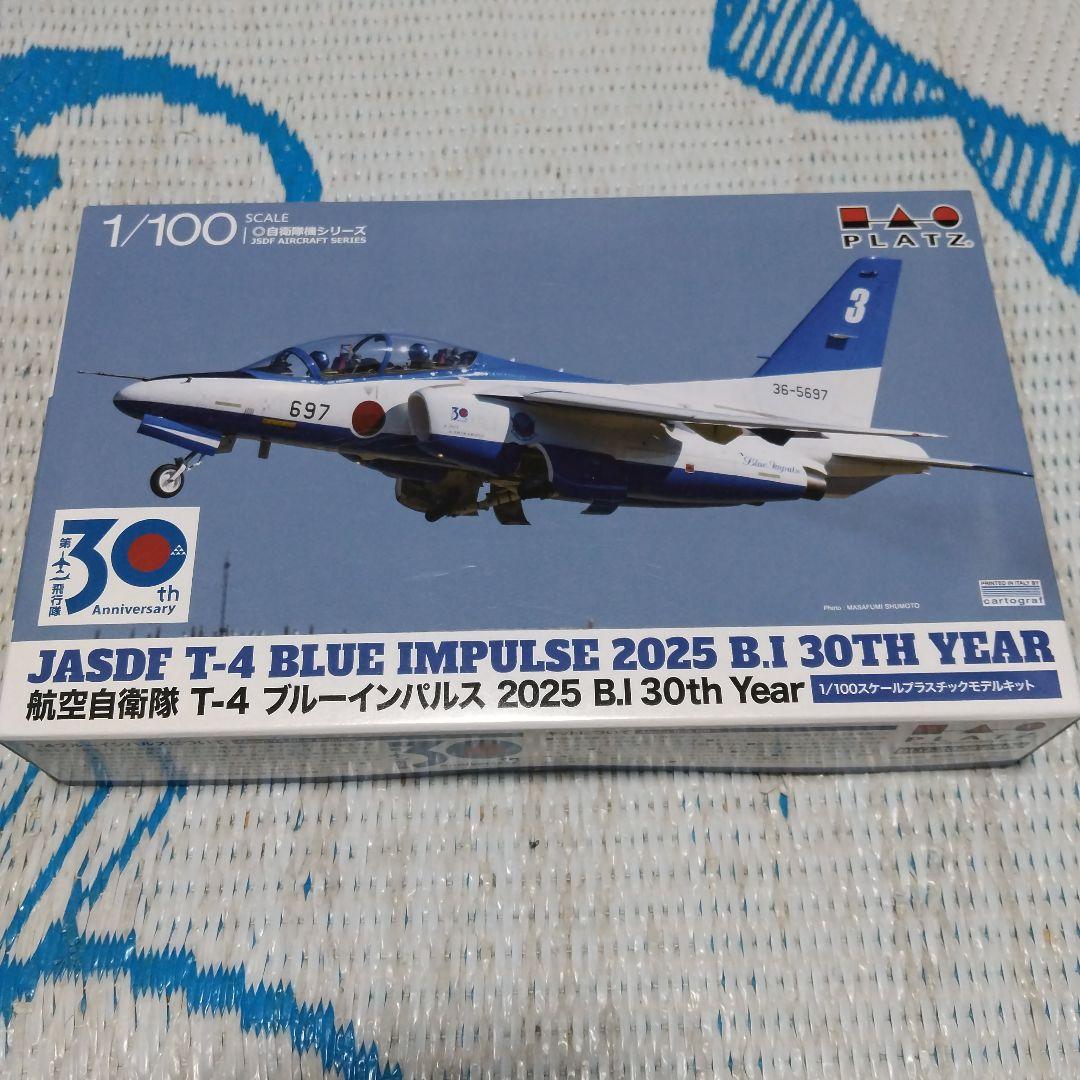 1/100 SCALE
自衛隊機シリーズ
JSDF AIRCRAFT SERIES
PLATZ
3
36-5697
697
30
Blue Impulse
第
飛行隊
30th
Anniversary
PRINTED IN ITALY BY
cartograf
Photo : MASAFUMI SHUMOTO
JASDF T-4 BLUE IMPULSE 2025 B.I 30TH YEAR
航空自衛隊 T-4 ブルーインパルス 2025 B.I 30th Year
1/100スケールプラスチックモデルキット
30